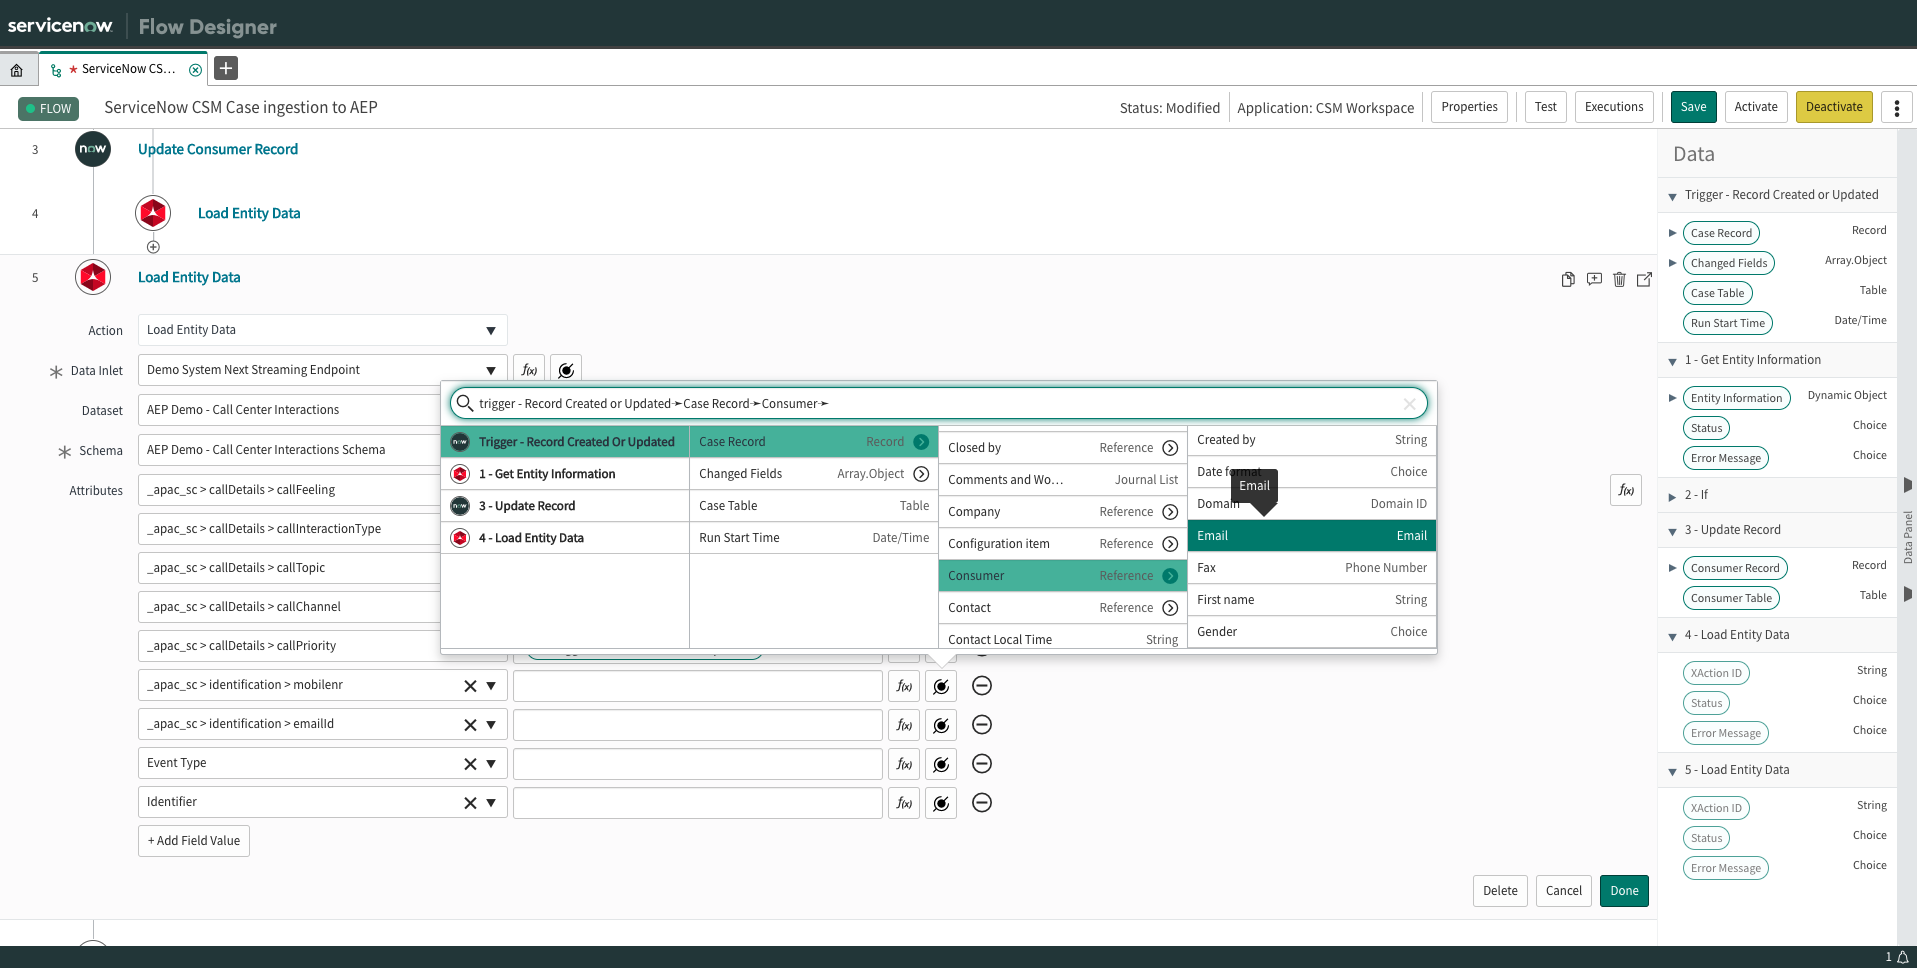 servicenow Flow Designer
ServiceNow CS...
FLOW ServiceNow CSM Case ingestion to AEP Status: Modified Application: CSM Workspace Properties Test Executions Save Activate Deactivate
3 now Update Consumer Record
4 Load Entity Data
5 Load Entity Data
Action Load Entity Data
Data Inlet Demo System Next Streaming Endpoint f(x)
Dataset AEP Demo - Call Center Interactions
Schema AEP Demo - Call Center Interactions Schema
Attributes _apac_sc > callDetails > callFeeling f(x)
_apac_sc > callDetails > callInteractionType
_apac_sc > callDetails > callTopic
_apac_sc > callDetails > callChannel
_apac_sc > callDetails > callPriority
_apac_sc > identification > mobilenr f(x)
_apac_sc > identification > emailId f(x)
Event Type f(x)
Identifier f(x)
+ Add Field Value
Delete Cancel Done
trigger - Record Created or Updated➛Case Record➛Consumer➛
now Trigger - Record Created Or Updated
1 - Get Entity Information
now 3 - Update Record
4 - Load Entity Data
Case Record Record
Changed Fields Array.Object
Case Table Table
Run Start Time Date/Time
Closed by Reference
Comments and Wo... Journal List
Company Reference
Configuration item Reference
Consumer Reference
Contact Reference
Contact Local Time String
Created by String
Date format Choice
Email
Domain Domain ID
Email Email
Fax Phone Number
First name String
Gender Choice
Data
Trigger - Record Created or Updated
Case Record Record
Changed Fields Array.Object
Case Table Table
Run Start Time Date/Time
1 - Get Entity Information
Entity Information Dynamic Object
Status Choice
Error Message Choice
2 - If
3 - Update Record
Consumer Record Record
Consumer Table Table
4 - Load Entity Data
XAction ID String
Status Choice
Error Message Choice
5 - Load Entity Data
XAction ID String
Status Choice
Error Message Choice
Data Panel
1